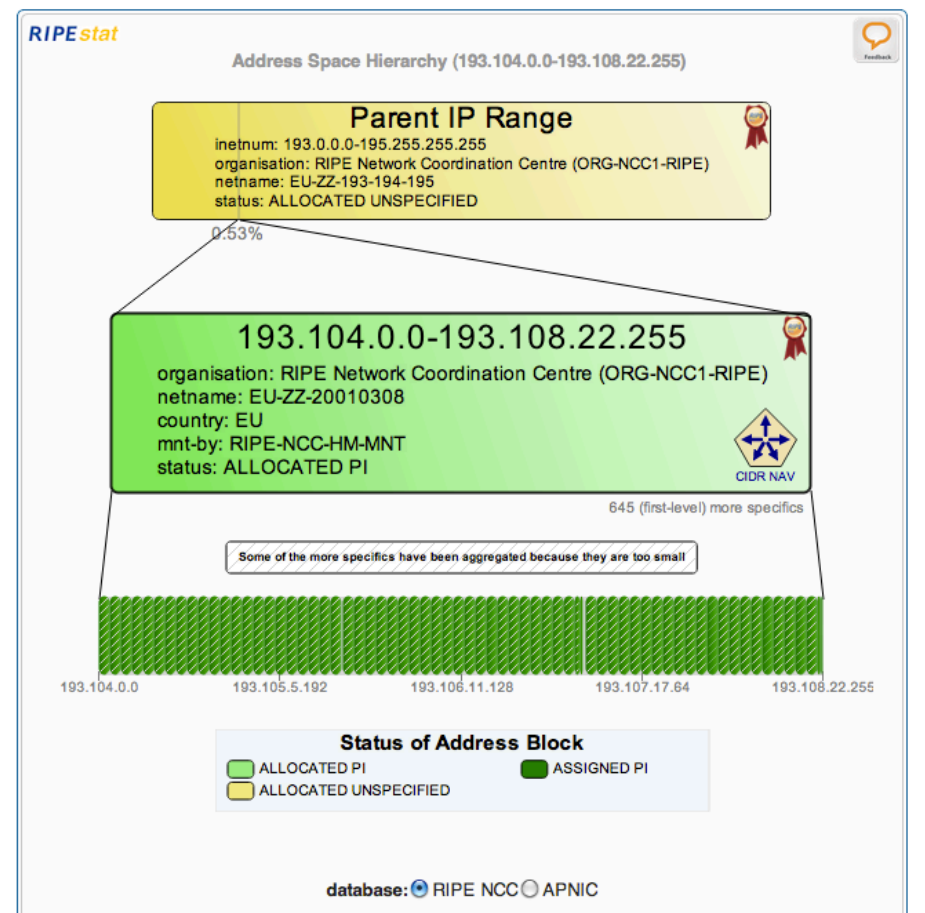 RIPEstat
Feedback
Address Space Hierarchy (193.104.0.0-193.108.22.255)
Parent IP Range
inetnum: 193.0.0.0-195.255.255.255
organisation: RIPE Network Coordination Centre (ORG-NCC1-RIPE)
netname: EU-ZZ-193-194-195
status: ALLOCATED UNSPECIFIED
0.53%
193.104.0.0-193.108.22.255
organisation: RIPE Network Coordination Centre (ORG-NCC1-RIPE)
netname: EU-ZZ-20010308
country: EU
mnt-by: RIPE-NCC-HM-MNT
status: ALLOCATED PI
CIDR NAV
645 (first-level) more specifics
Some of the more specifics have been aggregated because they are too small
193.104.0.0 193.105.5.192 193.106.11.128 193.107.17.64 193.108.22.255
Status of Address Block
ALLOCATED PI ASSIGNED PI
ALLOCATED UNSPECIFIED
database: RIPE NCC APNIC